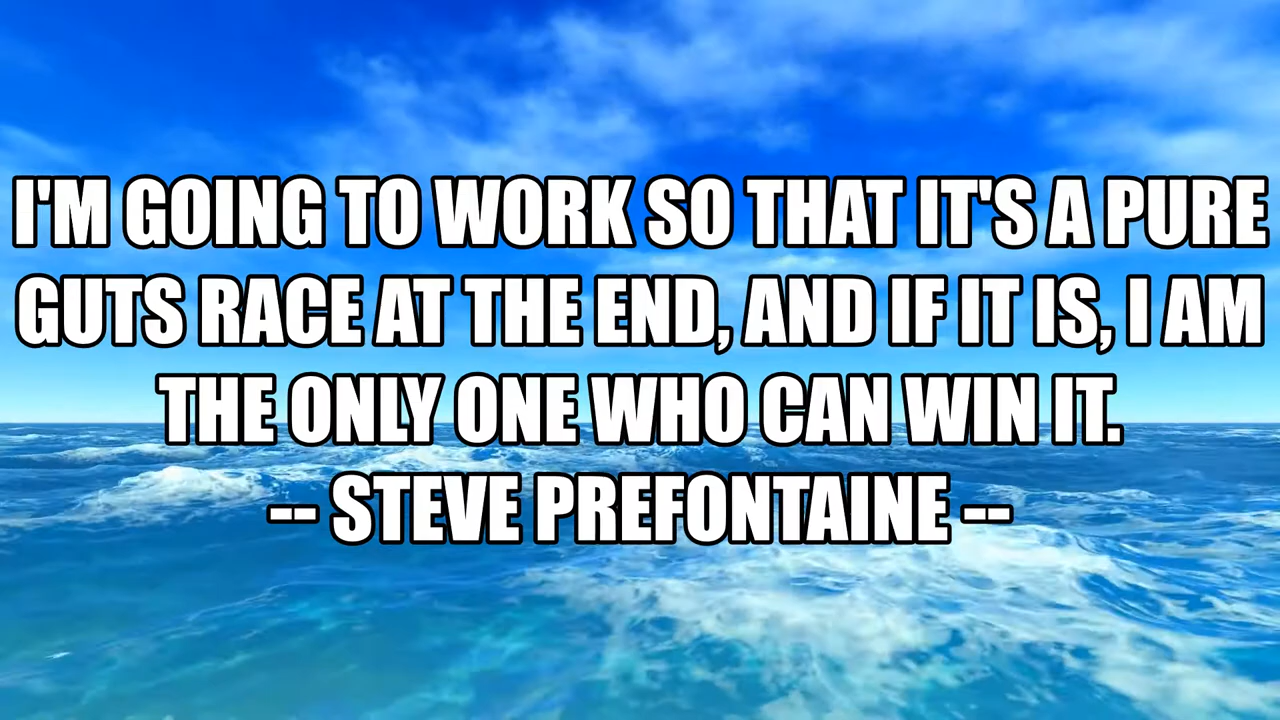 I'M GOING TO WORK SO THAT IT'S A PURE
GUTS RACE AT THE END, AND IF IT IS, I AM
THE ONLY ONE WHO CAN WIN IT.
-- STEVE PREFONTAINE --